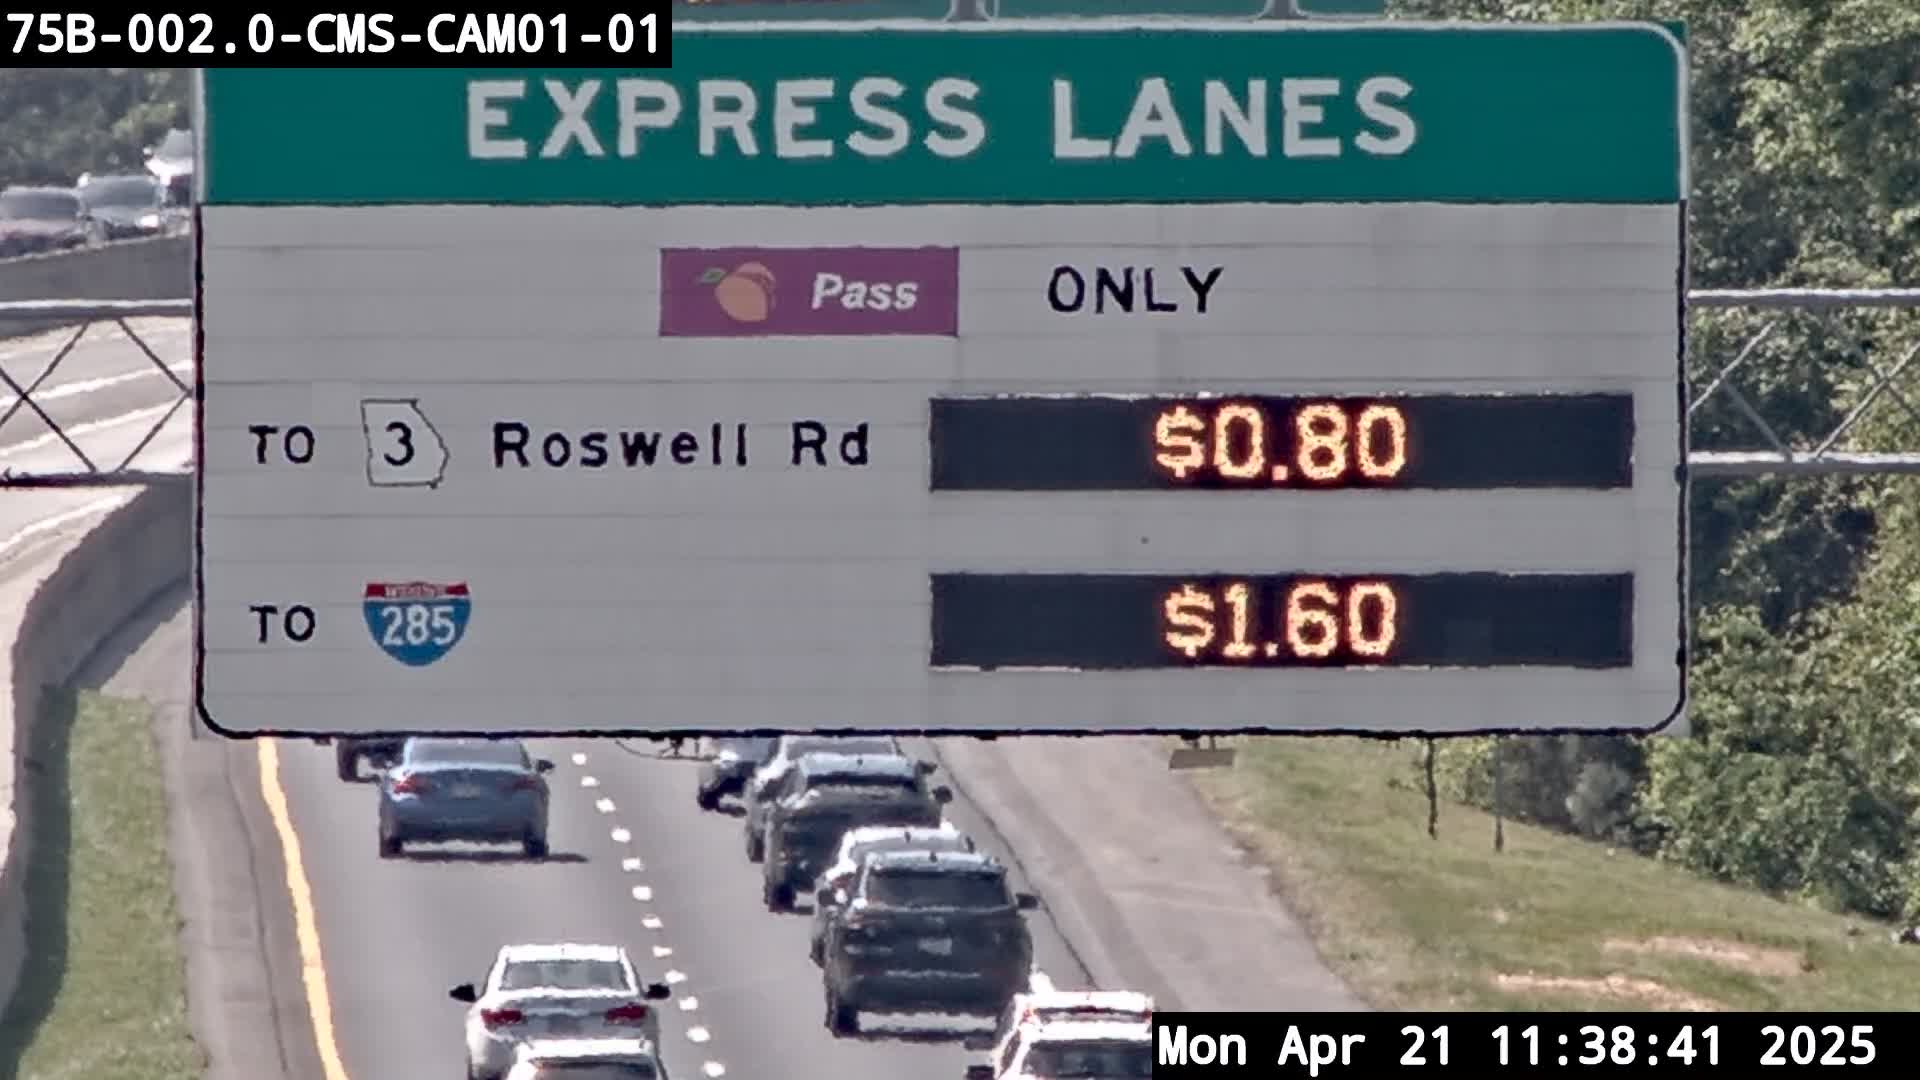 75B-002.0-CMS-CAM01-01
EXPRESS LANES
Pass ONLY
TO 3 Roswell Rd $0.80
TO 285 $1.60
Mon Apr 21 11:38:41 2025